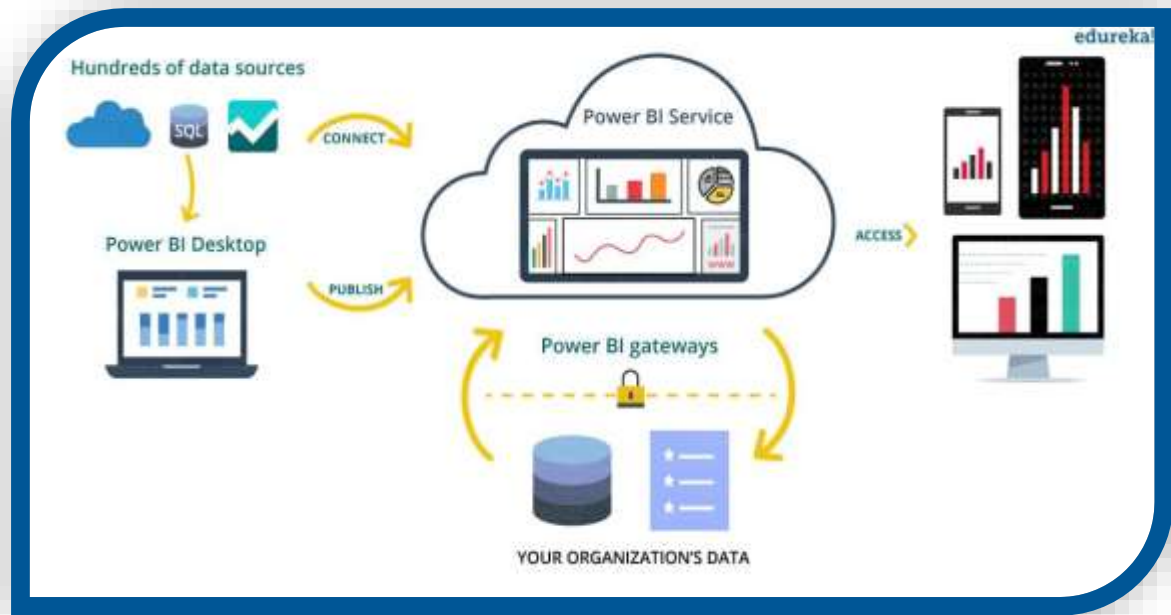 edureka!
Hundreds of data sources
SQL
CONNECT
Power BI Service
WWW
Power BI Desktop
PUBLISH
ACCESS
Power BI gateways
YOUR ORGANIZATION'S DATA